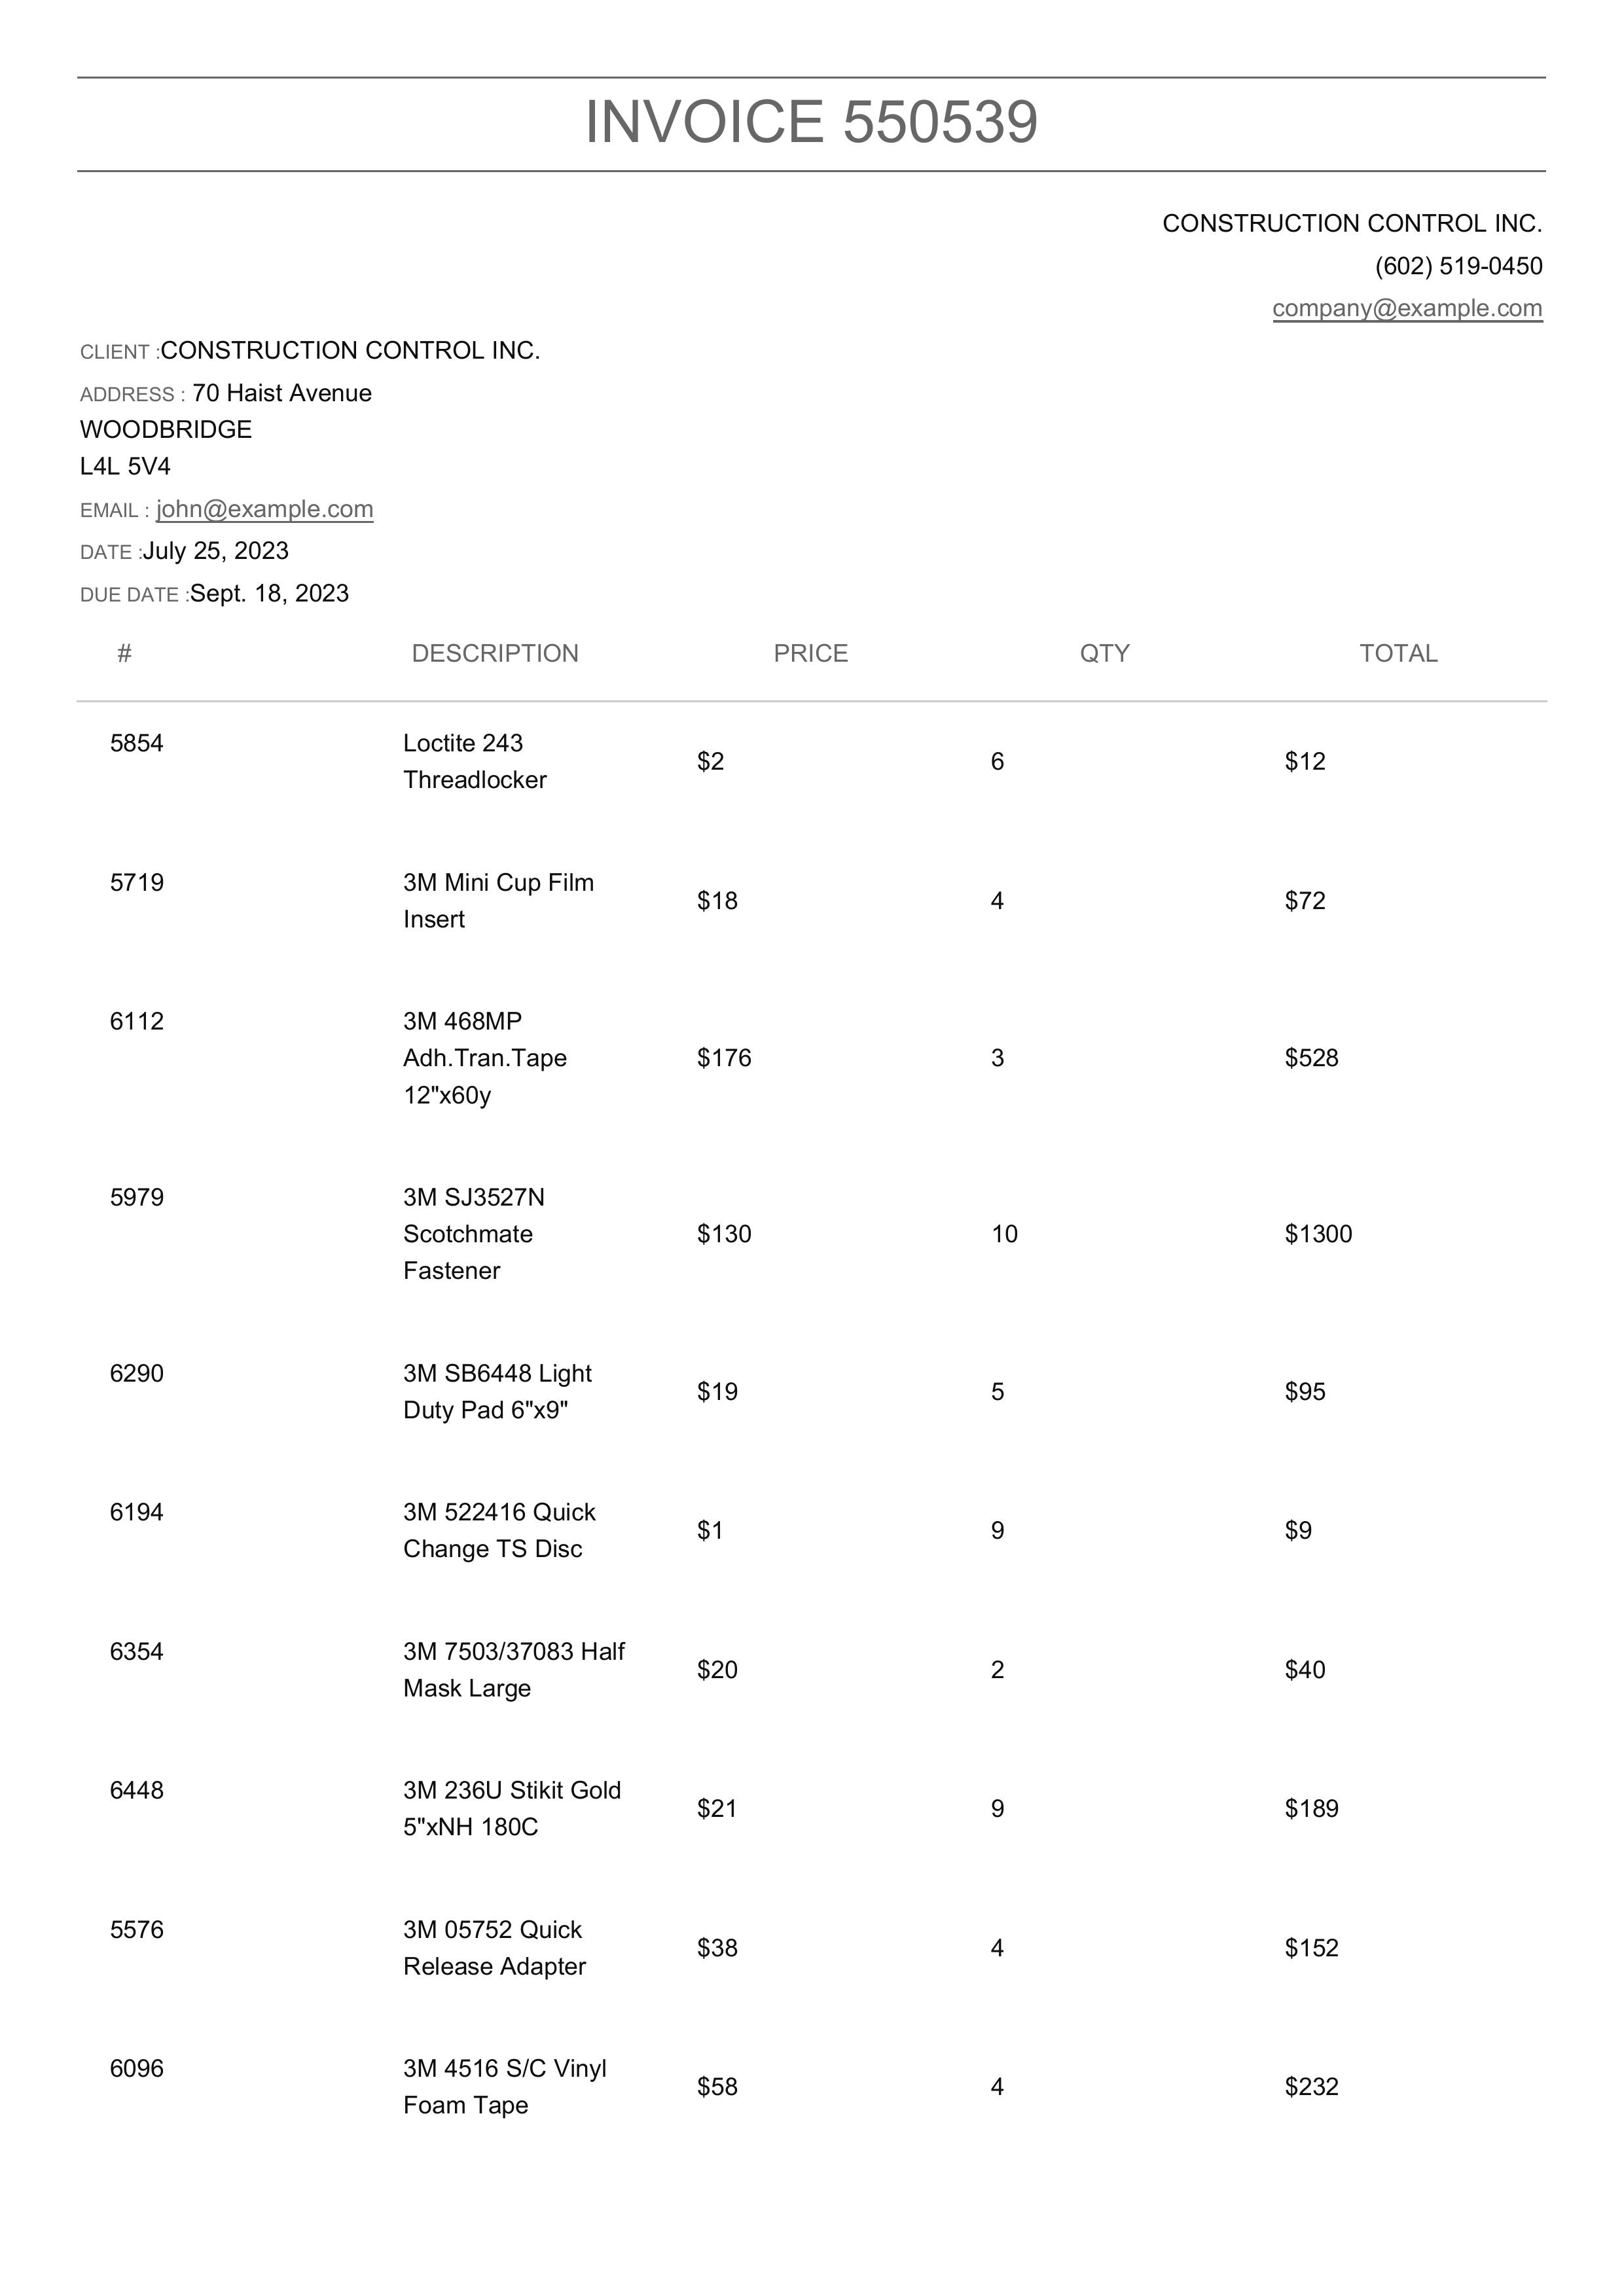 INVOICE 550539
CONSTRUCTION CONTROL INC.
(602) 519-0450
company@example.com
CLIENT :CONSTRUCTION CONTROL INC.
ADDRESS : 70 Haist Avenue
WOODBRIDGE
L4L 5V4
EMAIL : john@example.com
DATE :July 25, 2023
DUE DATE :Sept. 18, 2023
# DESCRIPTION PRICE QTY TOTAL
5854 Loctite 243
Threadlocker
$2 6 $12
5719 3M Mini Cup Film
Insert
$18 4 $72
6112 3M 468MP
Adh.Tran.Tape $176 3 $528
12"x60y
5979 3M SJ3527N
Scotchmate $130 10 $1300
Fastener
6290 3M SB6448 Light
Duty Pad 6"x9"
$19 5 $95
6194 3M 522416 Quick
Change TS Disc
$1 9 $9
6354 3M 7503/37083 Half
Mask Large
$20 2 $40
6448 3M 236U Stikit Gold
5"xNH 180C
$21 9 $189
5576 3M 05752 Quick
Release Adapter
$38 4 $152
6096 3M 4516 S/C Vinyl
Foam Tape
$58 4 $232